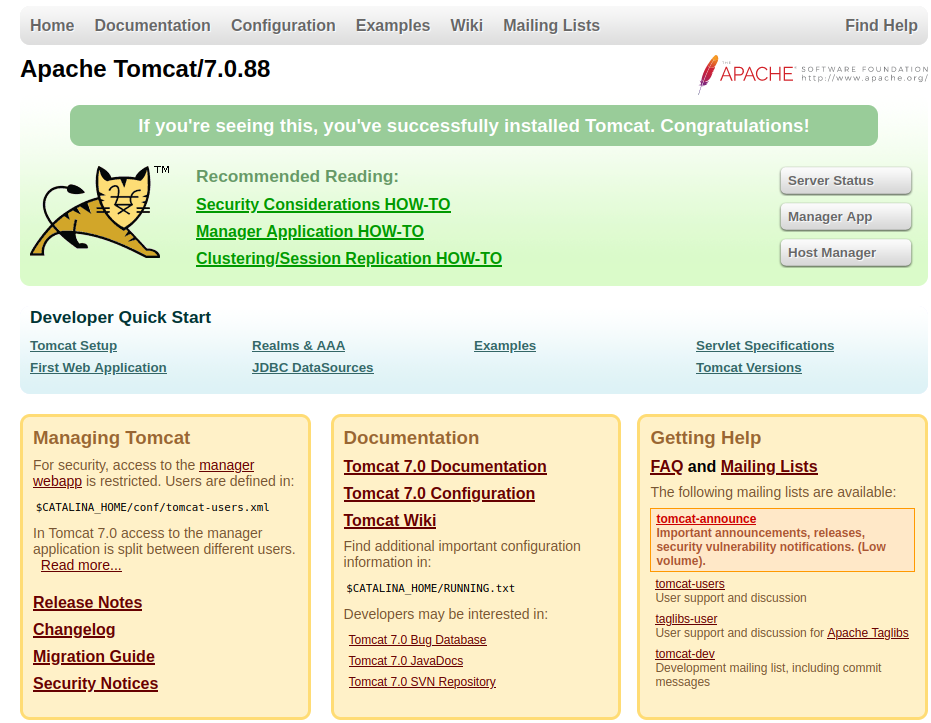 Home Documentation Configuration Examples Wiki Mailing Lists Find Help
Apache Tomcat/7.0.88
THE APACHE™ SOFTWARE FOUNDATION
http://www.apache.org/
If you're seeing this, you've successfully installed Tomcat. Congratulations!
TM
Recommended Reading:
Security Considerations HOW-TO
Manager Application HOW-TO
Clustering/Session Replication HOW-TO
Server Status
Manager App
Host Manager
Developer Quick Start
Tomcat Setup
First Web Application
Realms & AAA
JDBC DataSources
Examples
Servlet Specifications
Tomcat Versions
Managing Tomcat
For security, access to the manager
webapp is restricted. Users are defined in:
$CATALINA_HOME/conf/tomcat-users.xml
In Tomcat 7.0 access to the manager
application is split between different users.
Read more...
Release Notes
Changelog
Migration Guide
Security Notices
Documentation
Tomcat 7.0 Documentation
Tomcat 7.0 Configuration
Tomcat Wiki
Find additional important configuration
information in:
$CATALINA_HOME/RUNNING.txt
Developers may be interested in:
Tomcat 7.0 Bug Database
Tomcat 7.0 JavaDocs
Tomcat 7.0 SVN Repository
Getting Help
FAQ and Mailing Lists
The following mailing lists are available:
tomcat-announce
Important announcements, releases,
security vulnerability notifications. (Low
volume).
tomcat-users
User support and discussion
taglibs-user
User support and discussion for Apache Taglibs
tomcat-dev
Development mailing list, including commit
messages